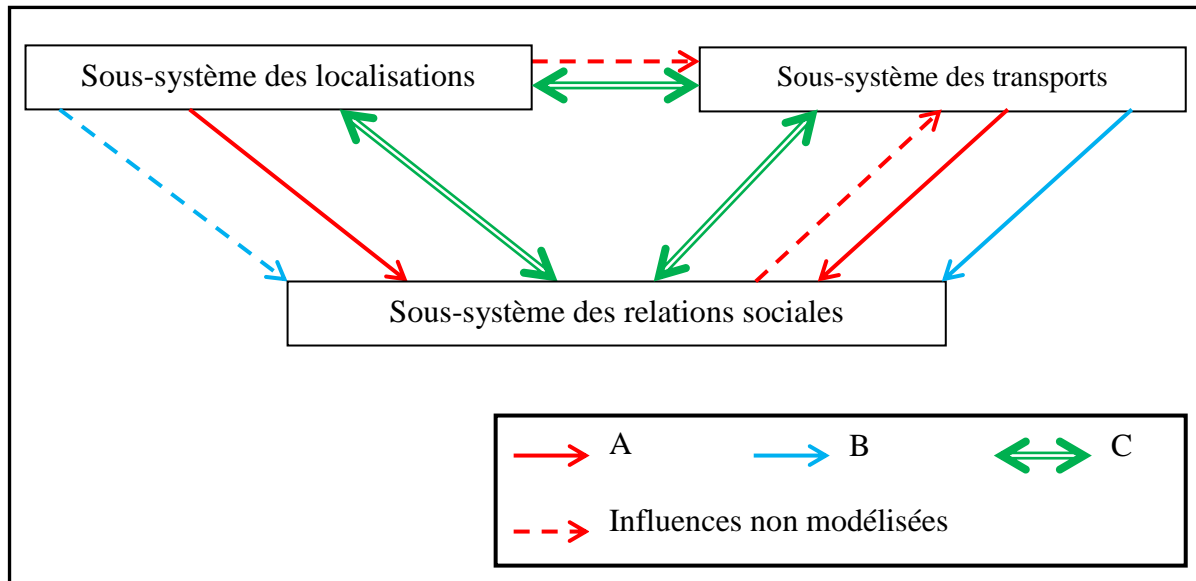 Sous-système des localisations
Sous-système des transports
Sous-système des relations sociales
A
B
C
Influences non modélisées